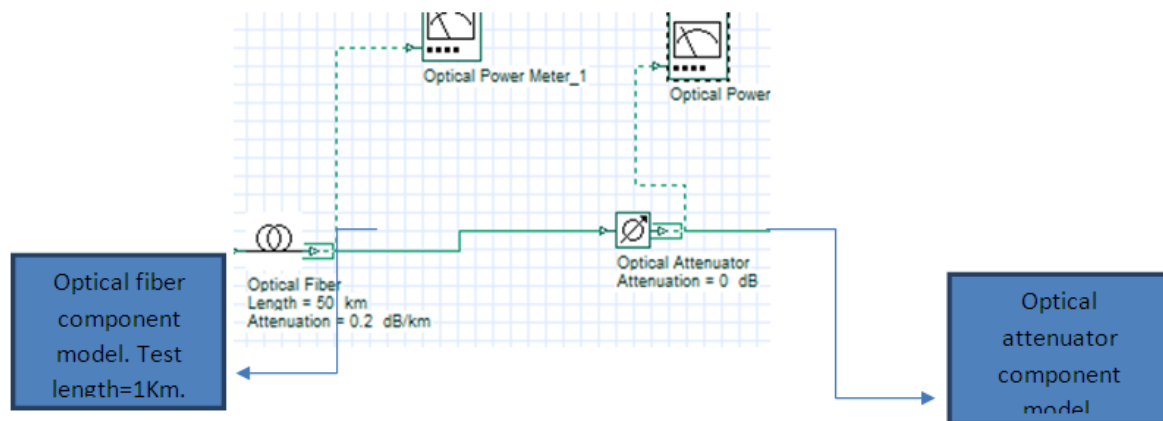 Optical Power Meter_1
Optical Power
Optical Fiber
Length = 50 km
Attenuation = 0.2 dB/km
Optical Attenuator
Attenuation = 0 dB
Optical fiber
component
model. Test
length=1Km.
Optical
attenuator
component
model